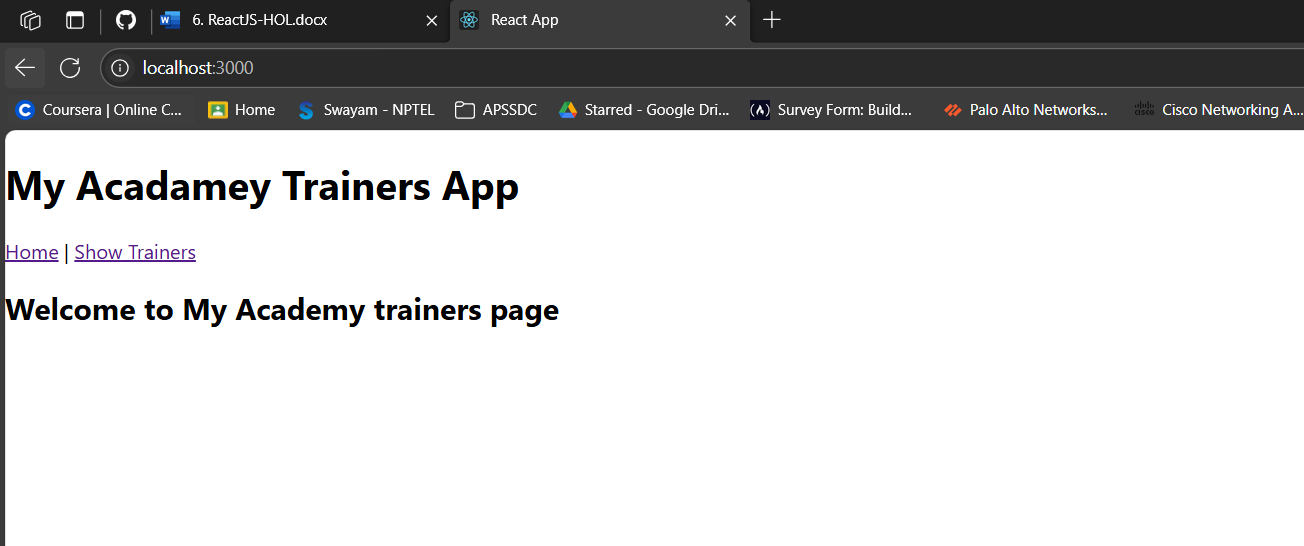 6. ReactJS-HOL.docx React App
localhost:3000
Coursera | Online C... Home Swayam - NPTEL APSSDC Starred - Google Dri... Survey Form: Build... Palo Alto Networks... Cisco Networking A...
My Acadamey Trainers App
Home | Show Trainers
Welcome to My Academy trainers page